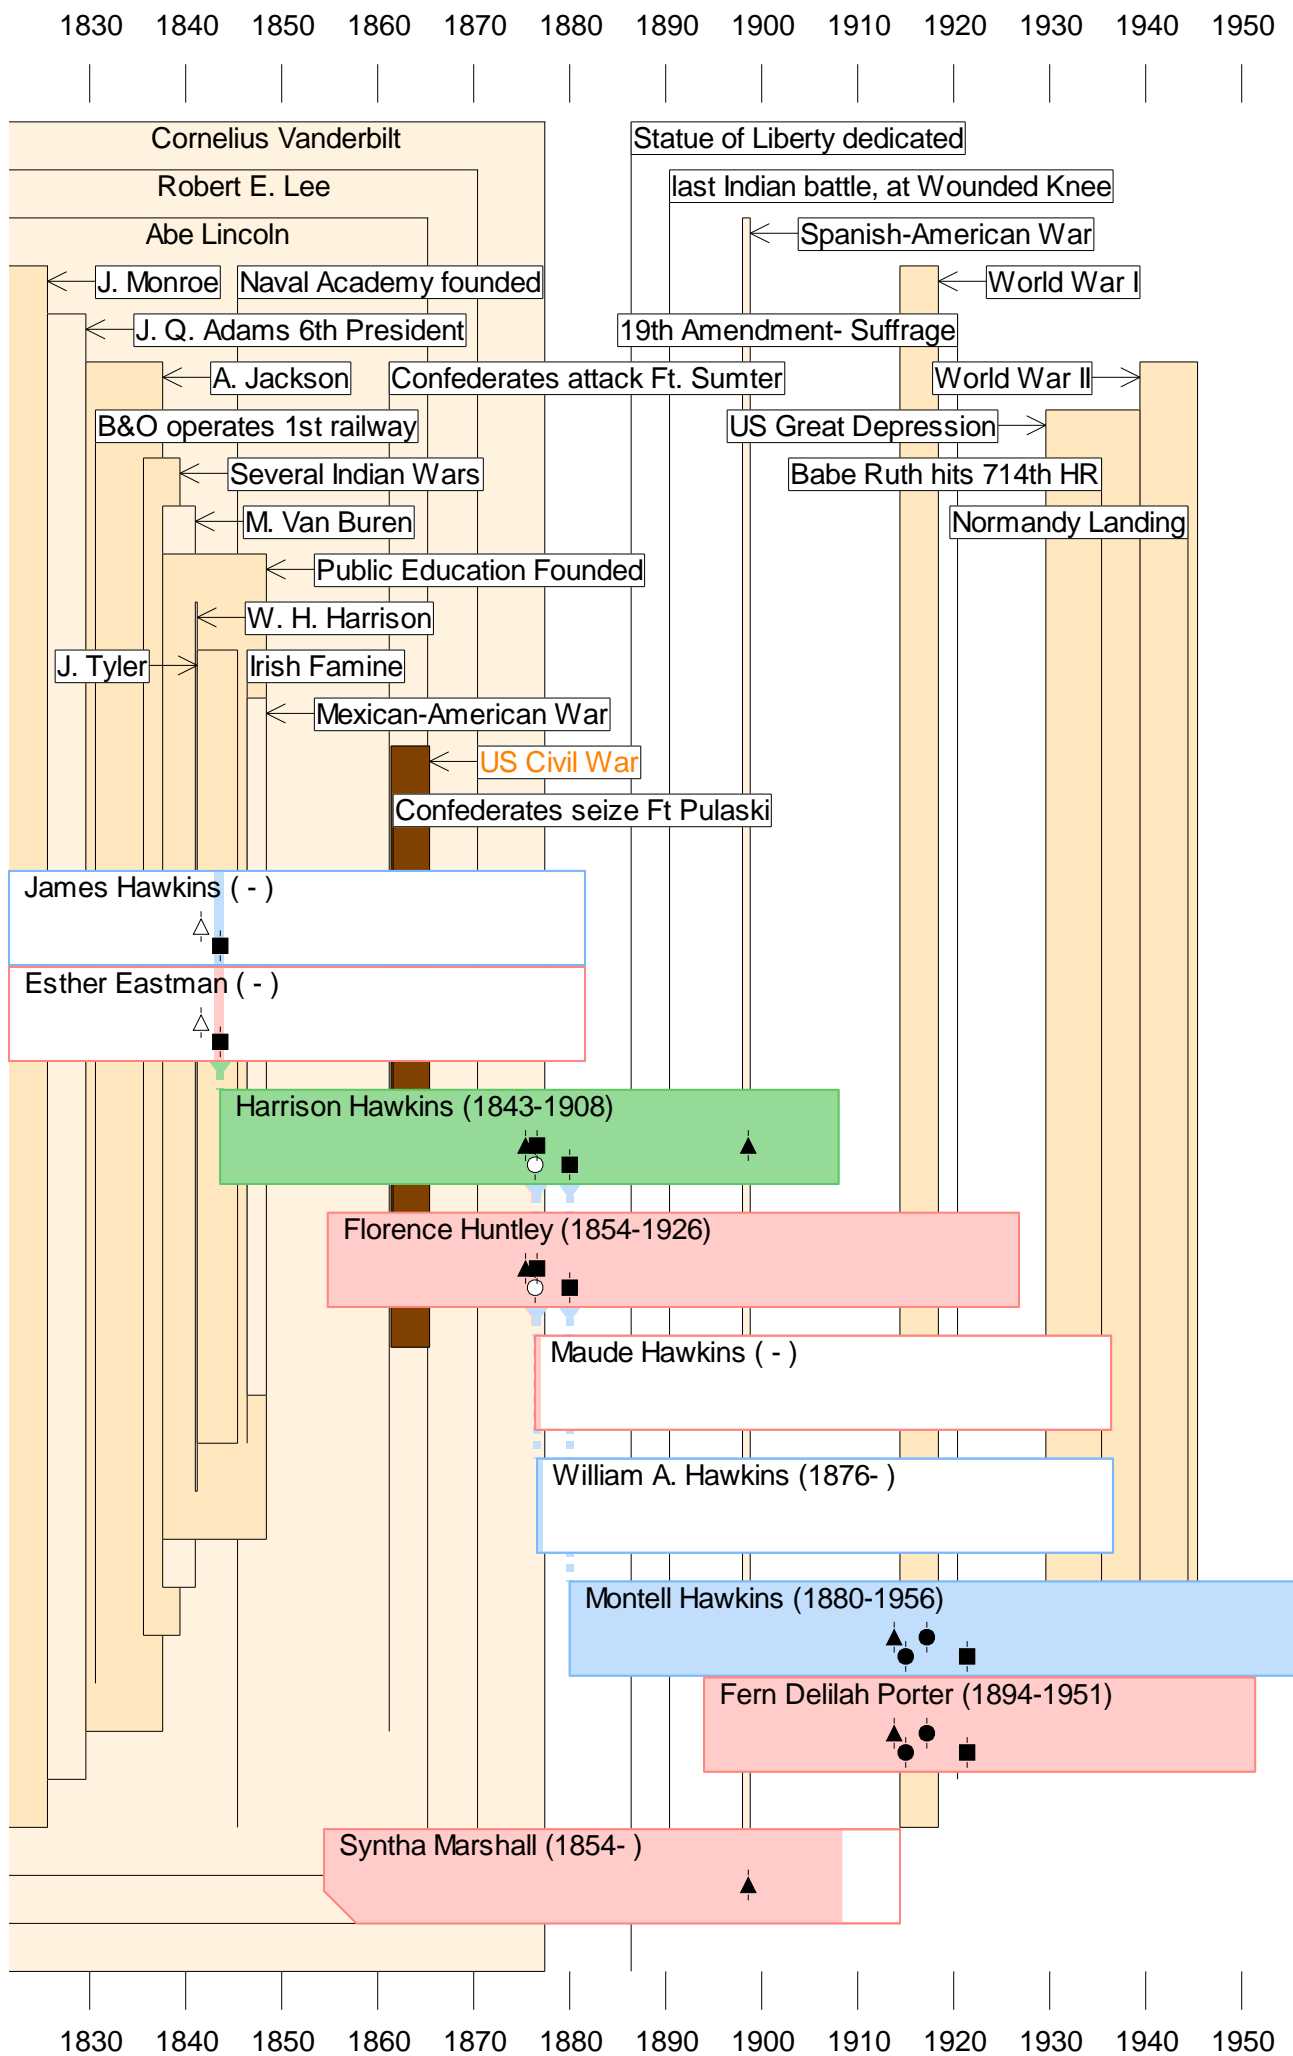 1830 1840 1850 1860 1870 1880 1890 1900 1910 1920 1930 1940 1950
Cornelius Vanderbilt Statue of Liberty dedicated
Robert E. Lee last Indian battle, at Wounded Knee
Abe Lincoln Spanish-American War
J. Monroe Naval Academy founded World War I
J. Q. Adams 6th President 19th Amendment- Suffrage
A. Jackson Confederates attack Ft. Sumter World War II
B&O operates 1st railway US Great Depression
Several Indian Wars Babe Ruth hits 714th HR
M. Van Buren Normandy Landing
Public Education Founded
W. H. Harrison
J. Tyler Irish Famine
Mexican-American War
US Civil War
Confederates seize Ft Pulaski
James Hawkins ( - )
Esther Eastman ( - )
Harrison Hawkins (1843-1908)
Florence Huntley (1854-1926)
Maude Hawkins ( - )
William A. Hawkins (1876- )
Montell Hawkins (1880-1956)
Fern Delilah Porter (1894-1951)
Syntha Marshall (1854- )
1830 1840 1850 1860 1870 1880 1890 1900 1910 1920 1930 1940 1950